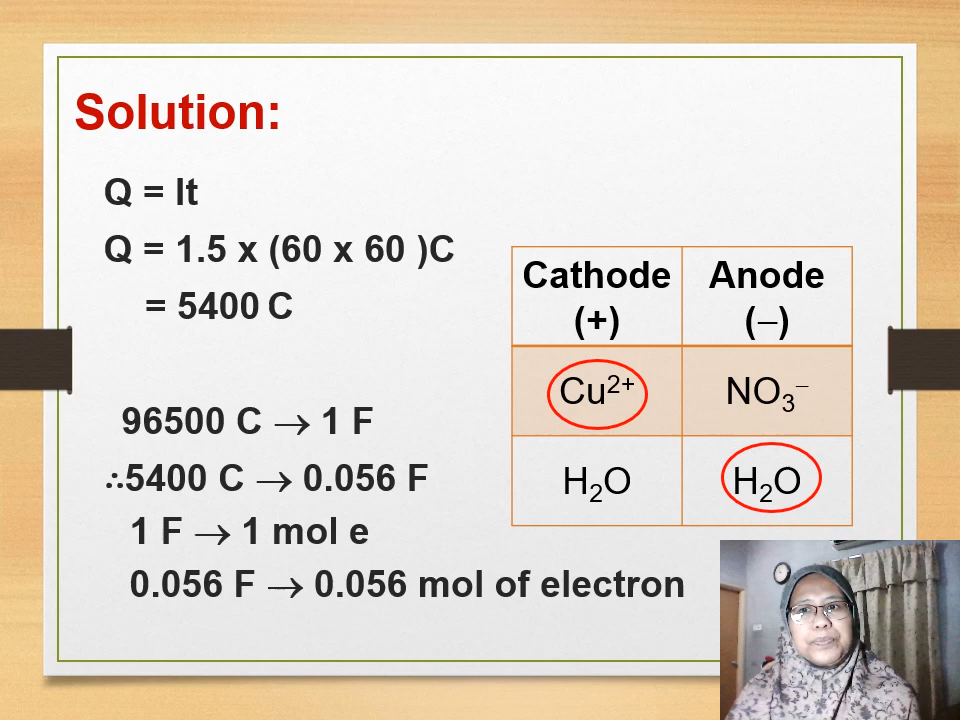 Solution:
Q = It
Q = 1.5 x (60 x 60 )C
= 5400 C
96500 C → 1 F
∴5400 C → 0.056 F
1 F → 1 mol e
0.056 F → 0.056 mol of electron
Cathode (+) Anode (–)
Cu²⁺ NO₃⁻
H₂O H₂O